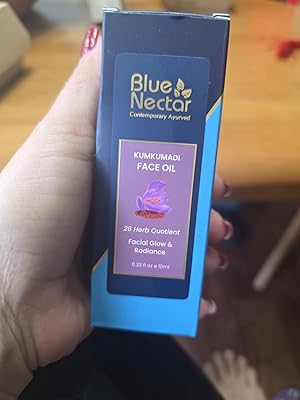 Blue
Nectar
Contemporary Ayurved
KUMKUMADI
FACE OIL
26 Herb Quotient
Facial Glow &
Radiance
0.33 fl oz e 10ml